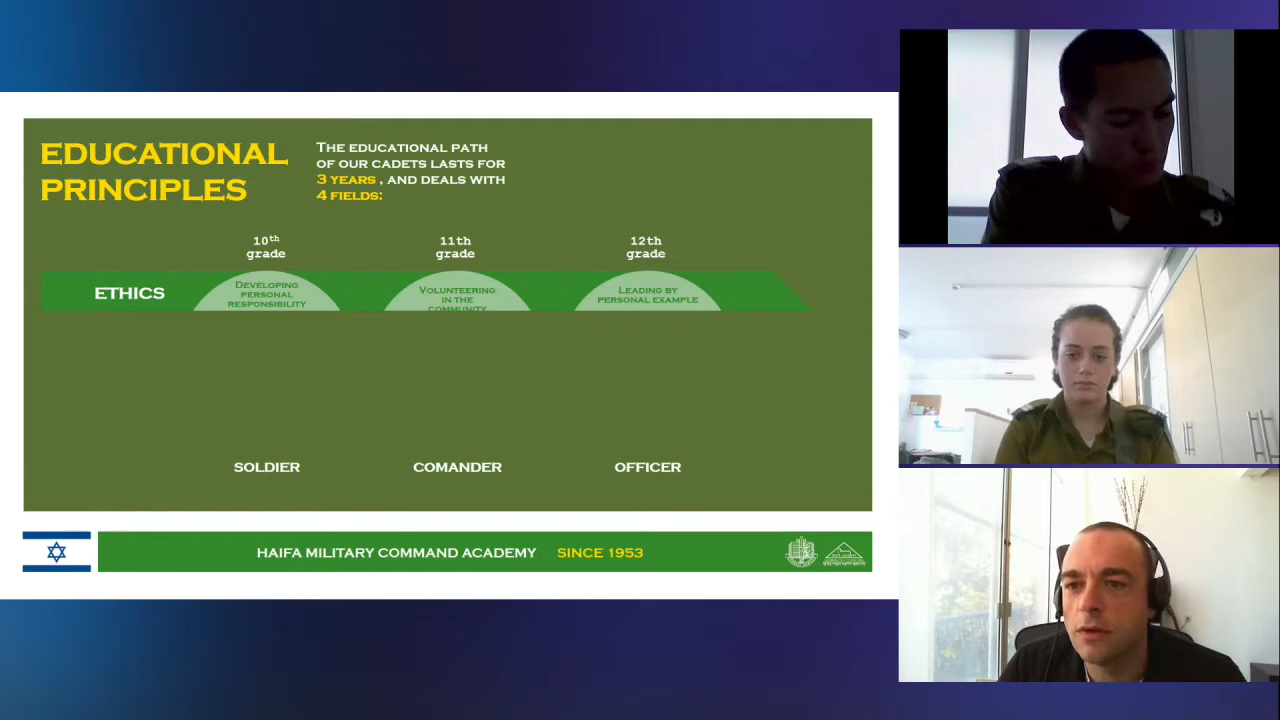 EDUCATIONAL
PRINCIPLES
THE EDUCATIONAL PATH
OF OUR CADETS LASTS FOR
3 YEARS , AND DEALS WITH
4 FIELDS:
10th
grade
11th
grade
12th
grade
ETHICS
DEVELOPING
PERSONAL
RESPONSIBILITY
VOLUNTEERING
IN THE
COMMUNITY
LEADING BY
PERSONAL EXAMPLE
SOLDIER
COMANDER
OFFICER
HAIFA MILITARY COMMAND ACADEMY SINCE 1953